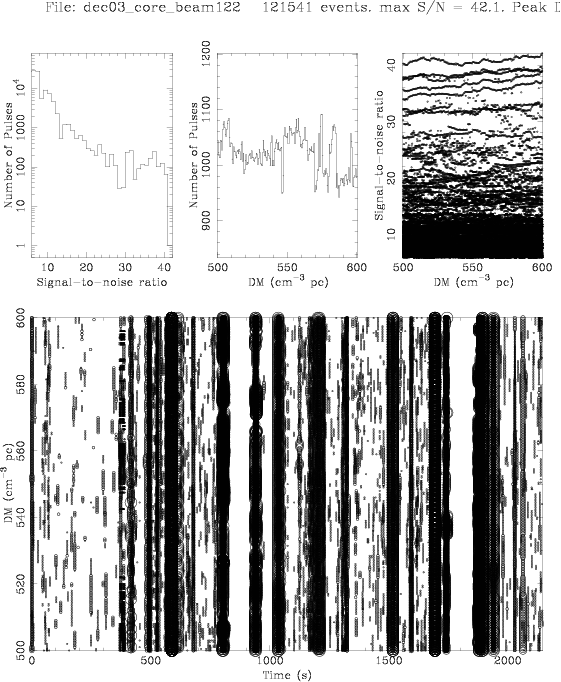 File: dec03_core_beam122 121541 events. max S/N = 42.1. Peak D
Number of Pulses
1 10 100 1000 10⁴
10 20 30 40
Signal-to-noise ratio
Number of Pulses
900 1000 1100 1200
500 550 600
DM (cm⁻³ pc)
Signal-to-noise ratio
10 20 30 40
500 550 600
DM (cm⁻³ pc)
DM (cm⁻³ pc)
500 520 540 560 580 600
0 500 1000 1500 2000
Time (s)